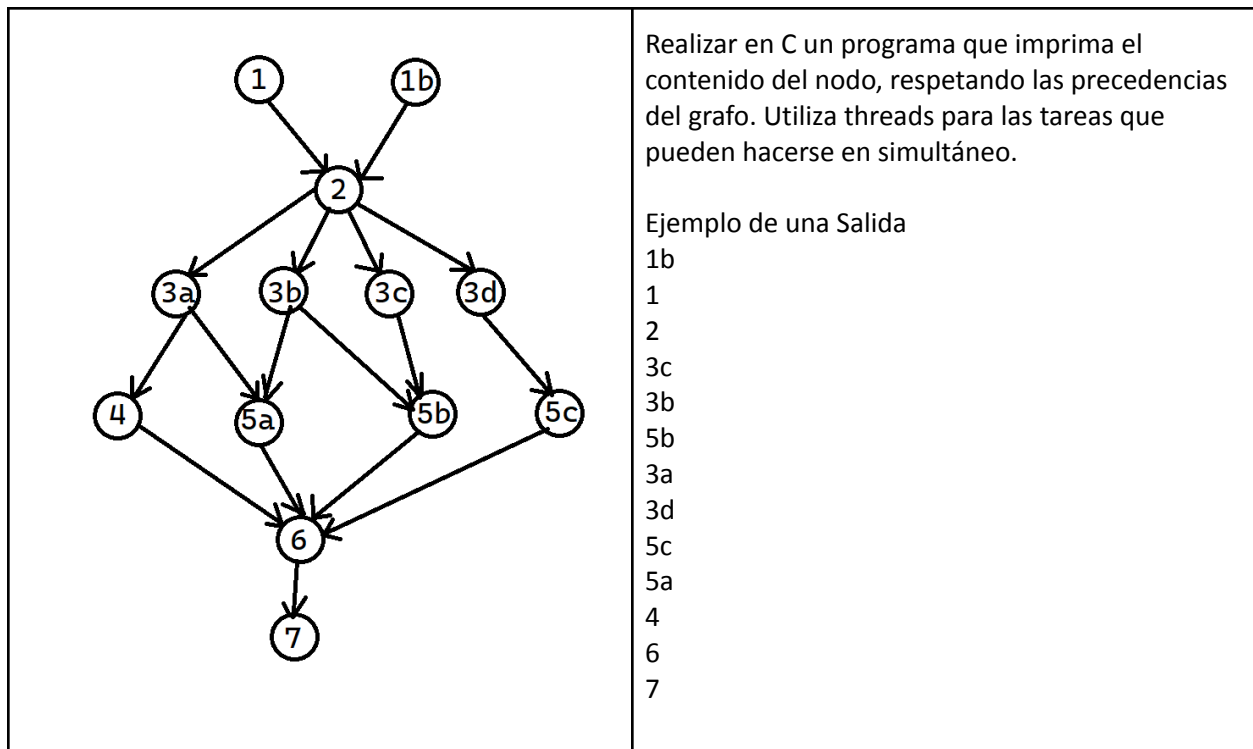 1 1b
2
3a 3b 3c 3d
4 5a 5b 5c
6
7
Realizar en C un programa que imprima el
contenido del nodo, respetando las precedencias
del grafo. Utiliza threads para las tareas que
pueden hacerse en simultáneo.
Ejemplo de una Salida
1b
1
2
3c
3b
5b
3a
3d
5c
5a
4
6
7